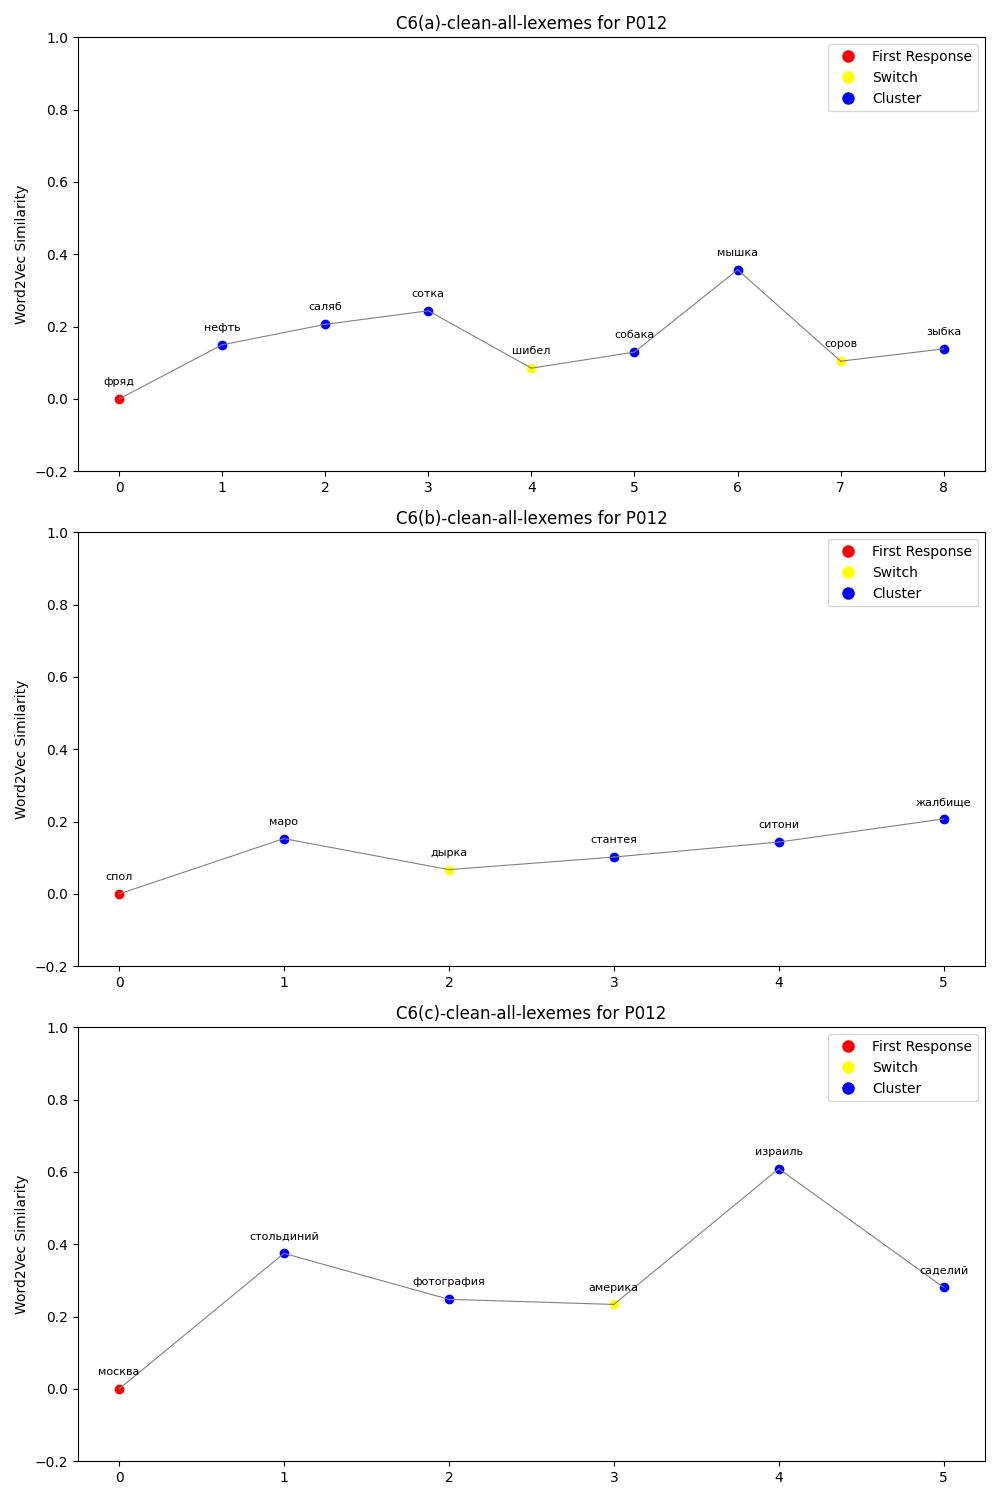 C6(a)-clean-all-lexemes for P012
Word2Vec Similarity
1.0
0.8
0.6
0.4
0.2
0.0
−0.2
First Response
Switch
Cluster
фряд
нефть
саляб
сотка
шибел
собака
мышка
соров
зыбка
0 1 2 3 4 5 6 7 8
C6(b)-clean-all-lexemes for P012
Word2Vec Similarity
1.0
0.8
0.6
0.4
0.2
0.0
−0.2
First Response
Switch
Cluster
спол
маро
дырка
стантея
ситони
жалбище
0 1 2 3 4 5
C6(c)-clean-all-lexemes for P012
Word2Vec Similarity
1.0
0.8
0.6
0.4
0.2
0.0
−0.2
First Response
Switch
Cluster
москва
стольдиний
фотография
америка
израиль
саделий
0 1 2 3 4 5